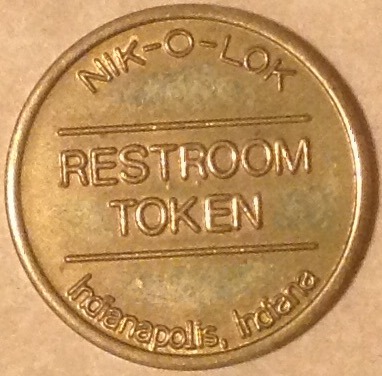 NIK-O-LOK
RESTROOM
TOKEN
Indianapolis, Indiana